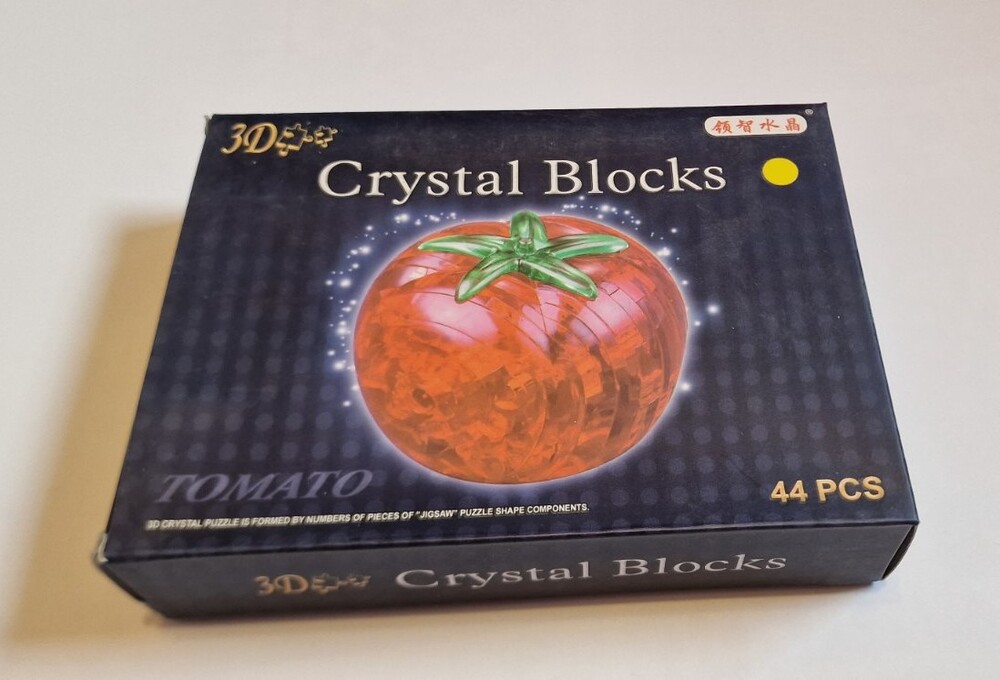 3D
领智水晶®
Crystal Blocks
TOMATO
44 PCS
3D CRYSTAL PUZZLE IS FORMED BY NUMBERS OF PIECES OF "JIGSAW" PUZZLE SHAPE COMPONENTS.
3D Crystal Blocks